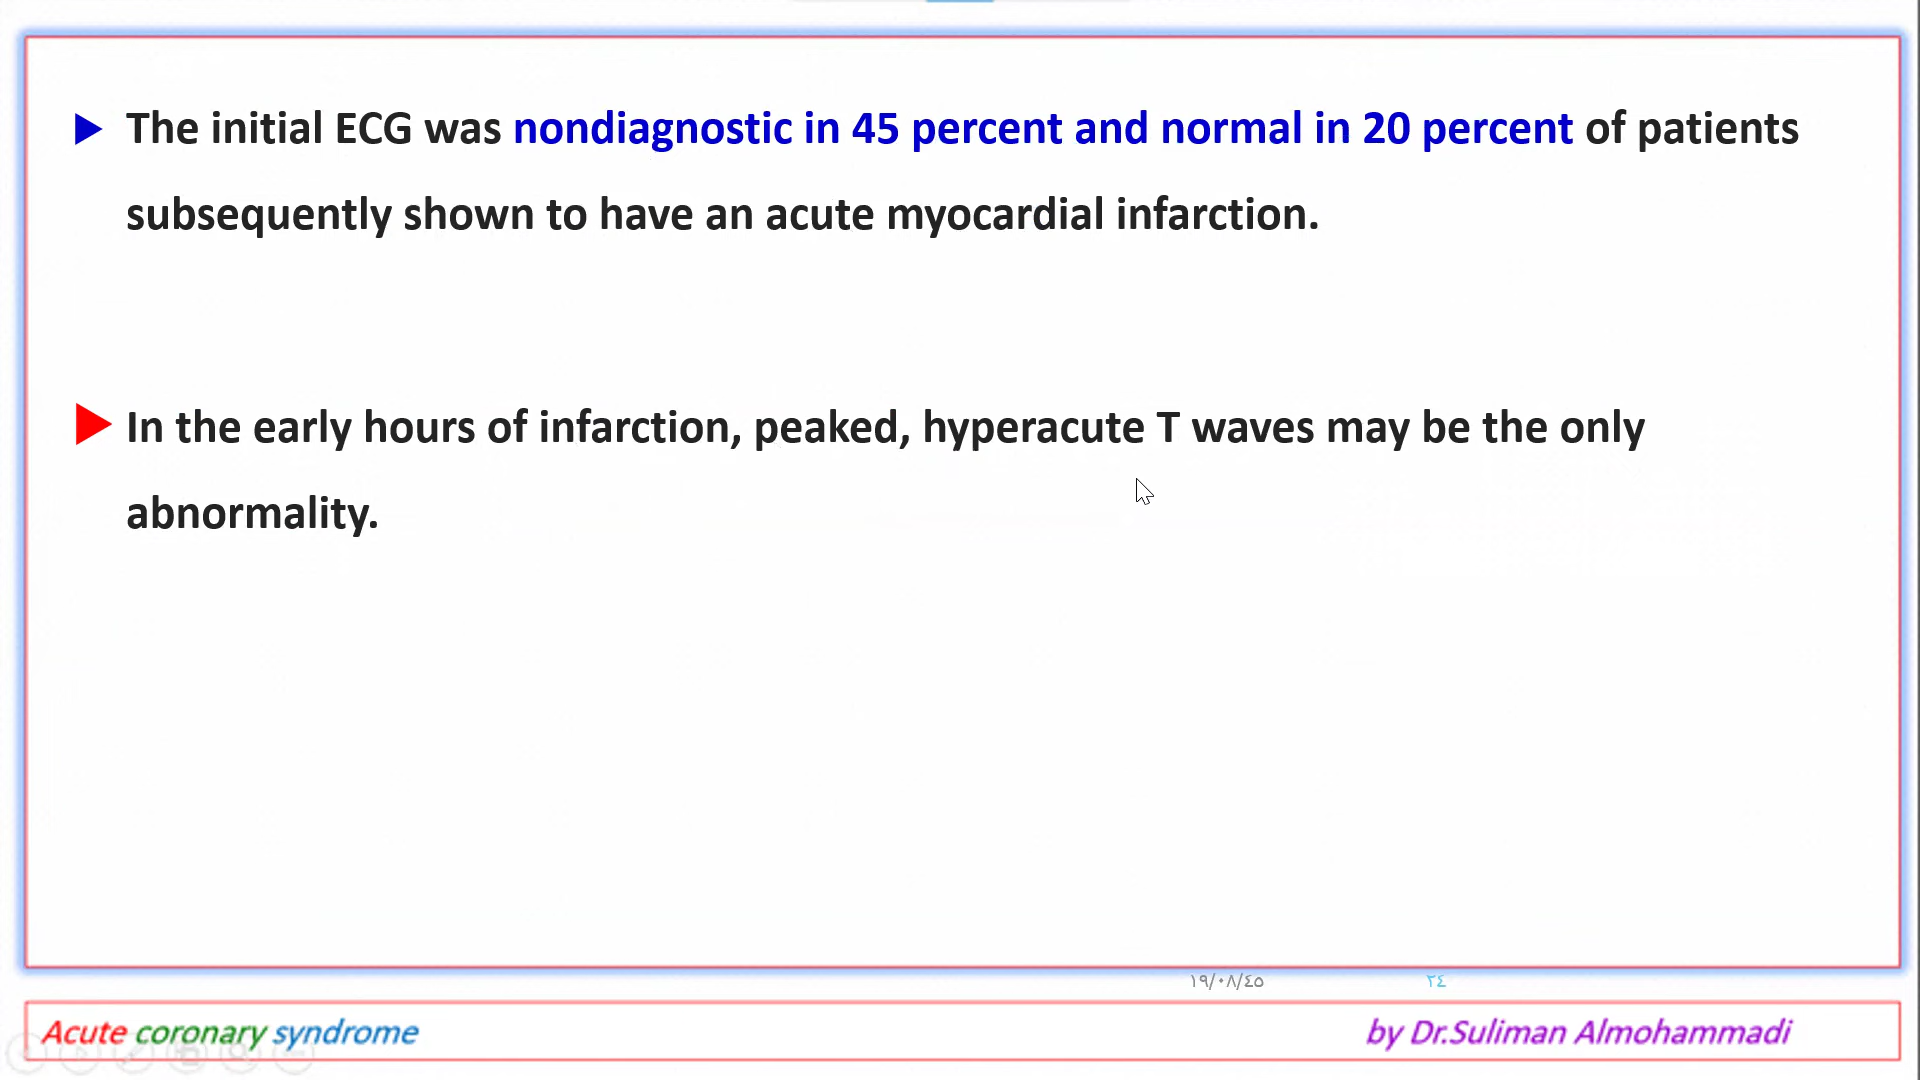 The initial ECG was nondiagnostic in 45 percent and normal in 20 percent of patients
subsequently shown to have an acute myocardial infarction.
In the early hours of infarction, peaked, hyperacute T waves may be the only
abnormality.
١٩/٠٨/٤٥
٢٤
Acute coronary syndrome
by Dr.Suliman Almohammadi